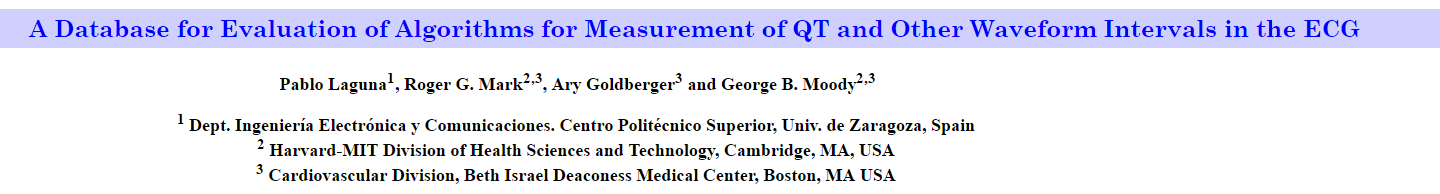 A Database for Evaluation of Algorithms for Measurement of QT and Other Waveform Intervals in the ECG
Pablo Laguna1, Roger G. Mark2,3, Ary Goldberger3 and George B. Moody2,3
1 Dept. Ingeniería Electrónica y Comunicaciones. Centro Politécnico Superior, Univ. de Zaragoza, Spain
2 Harvard-MIT Division of Health Sciences and Technology, Cambridge, MA, USA
3 Cardiovascular Division, Beth Israel Deaconess Medical Center, Boston, MA USA